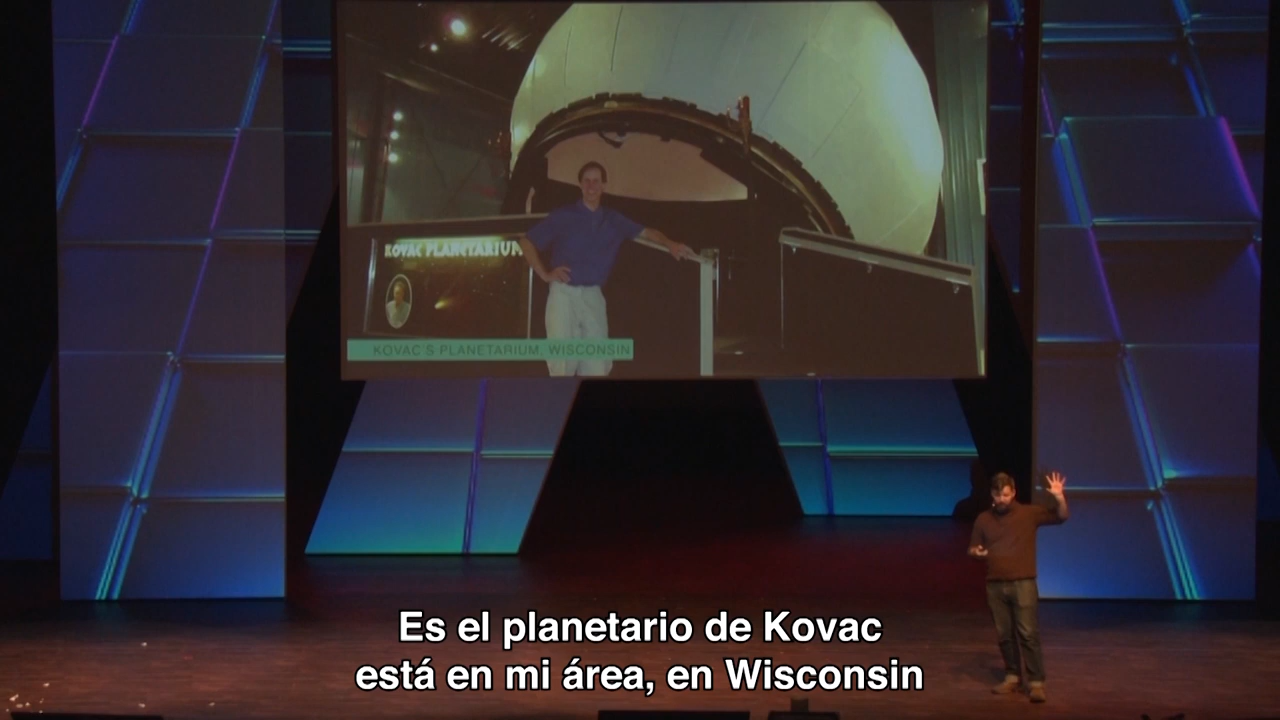 KOVAC PLANETARIUM
KOVAC S PLANETARIUM, WISCONSIN
Es el planetario de Kovac
está en mi área, en Wisconsin